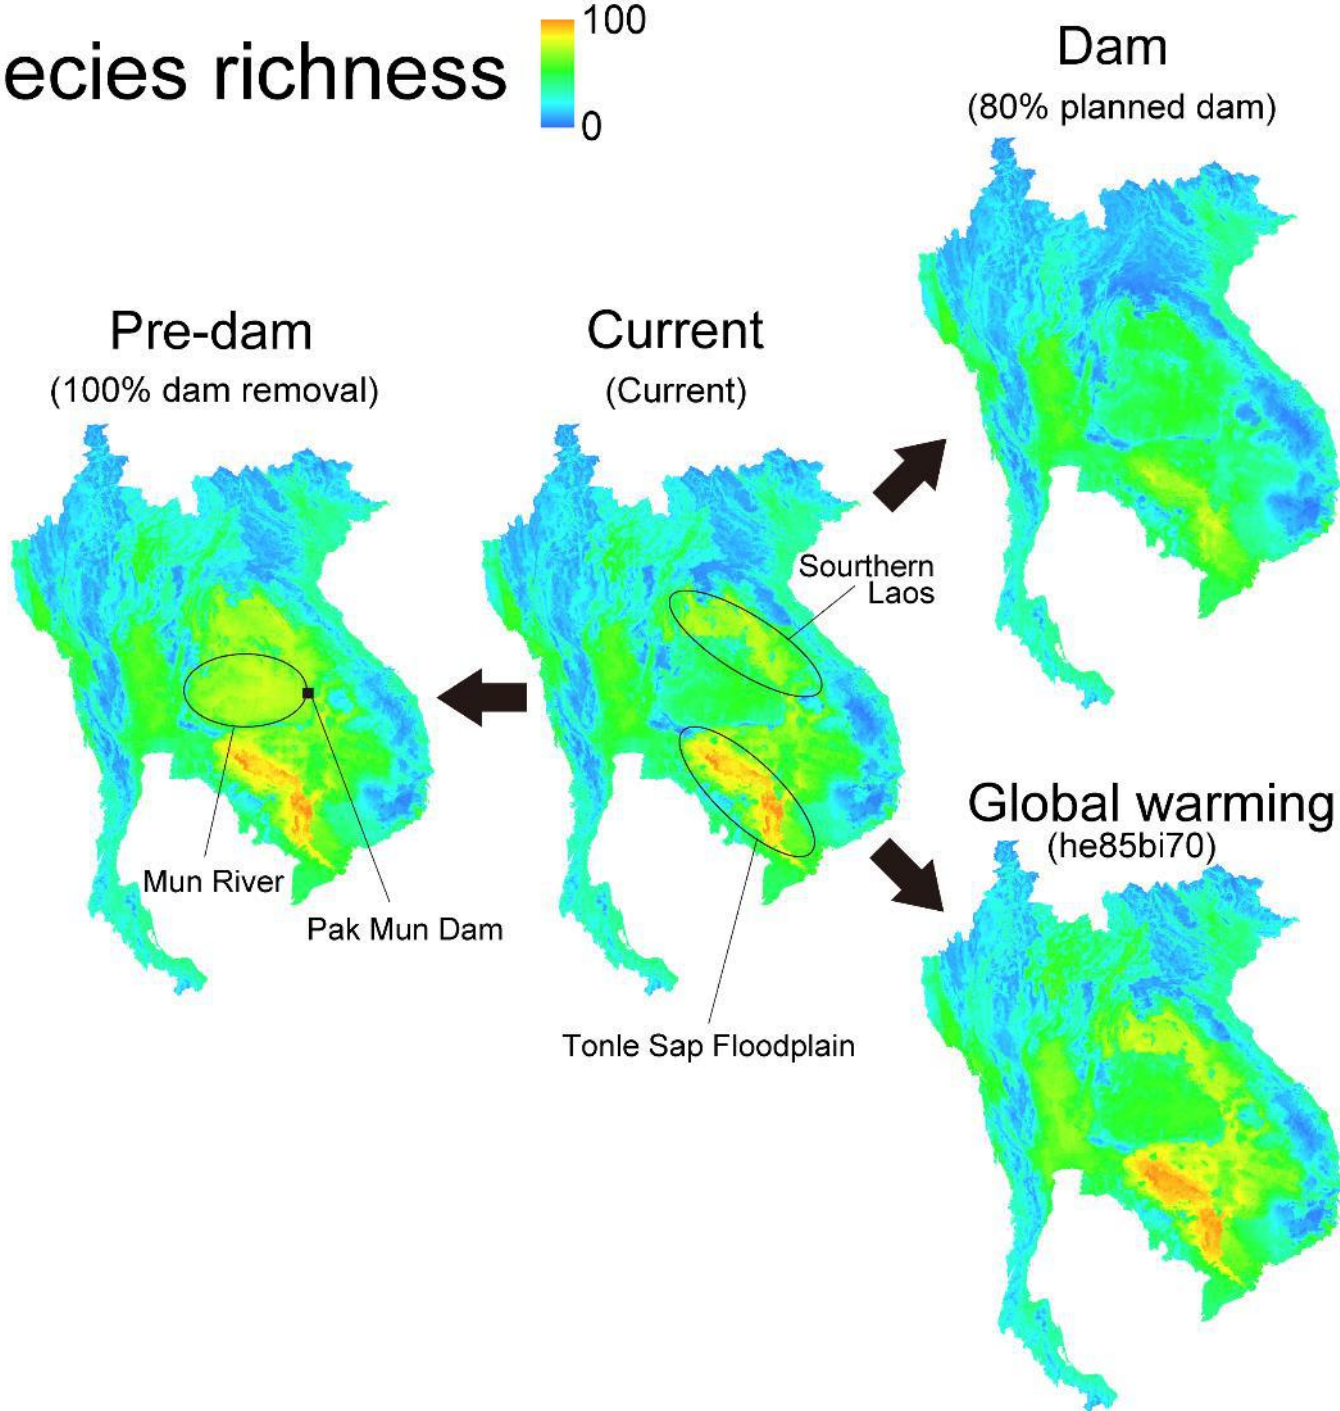 ecies richness
100
0
Dam
(80% planned dam)
Pre-dam
(100% dam removal)
Current
(Current)
Sourthern
Laos
Global warming
(he85bi70)
Mun River
Pak Mun Dam
Tonle Sap Floodplain